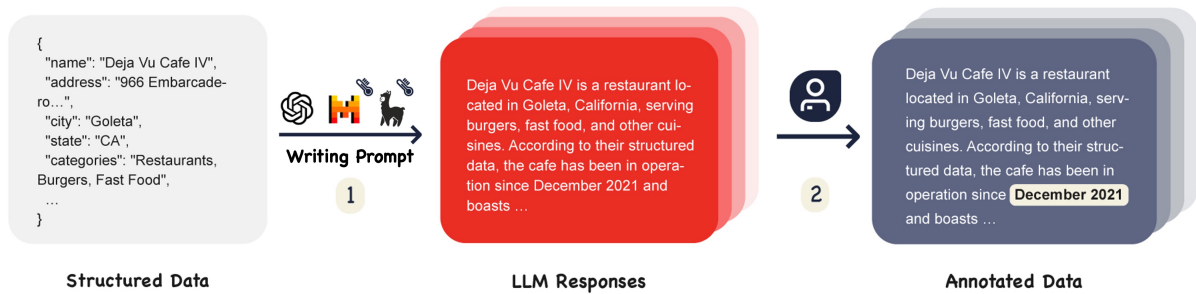 {
"name": "Deja Vu Cafe IV",
"address": "966 Embarcade-
ro…",
"city": "Goleta",
"state": "CA",
"categories": "Restaurants,
Burgers, Fast Food",
…
}
Structured Data
Writing Prompt
1
Deja Vu Cafe IV is a restaurant lo-
cated in Goleta, California, serving
burgers, fast food, and other cui-
sines. According to their structured
data, the cafe has been in opera-
tion since December 2021 and
boasts …
LLM Responses
2
Deja Vu Cafe IV is a restaurant
located in Goleta, California, serv-
ing burgers, fast food, and other
cuisines. According to their struc-
tured data, the cafe has been in
operation since December 2021
and boasts …
Annotated Data